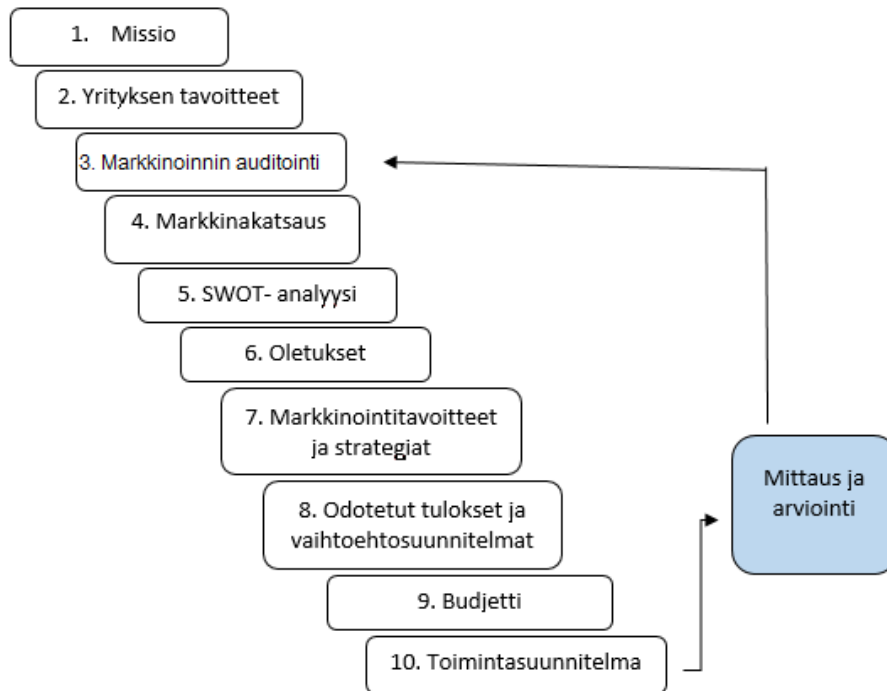 1. Missio
2. Yrityksen tavoitteet
3. Markkinoinnin auditointi
4. Markkinakatsaus
5. SWOT- analyysi
6. Oletukset
7. Markkinointitavoitteet
ja strategiat
8. Odotetut tulokset ja
vaihtoehtosuunnitelmat
9. Budjetti
10. Toimintasuunnitelma
Mittaus ja
arviointi